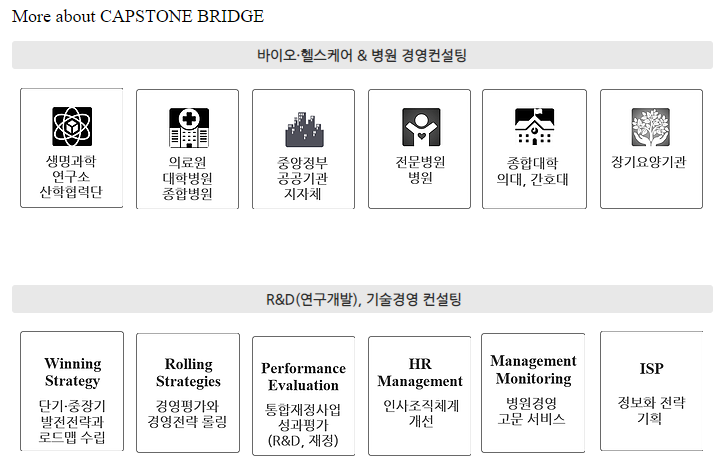 More about CAPSTONE BRIDGE
바이오·헬스케어 & 병원 경영컨설팅
생명과학
연구소
산학협력단
의료원
대학병원
종합병원
중앙정부
공공기관
지자체
전문병원
병원
종합대학
의대, 간호대
장기요양기관
R&D(연구개발), 기술경영 컨설팅
Winning
Strategy
단기·중장기
발전전략과
로드맵 수립
Rolling
Strategies
경영평가와
경영전략 롤링
Performance
Evaluation
통합재정사업
성과평가
(R&D, 재정)
HR
Management
인사조직체계
개선
Management
Monitoring
병원경영
고문 서비스
ISP
정보화 전략
기획